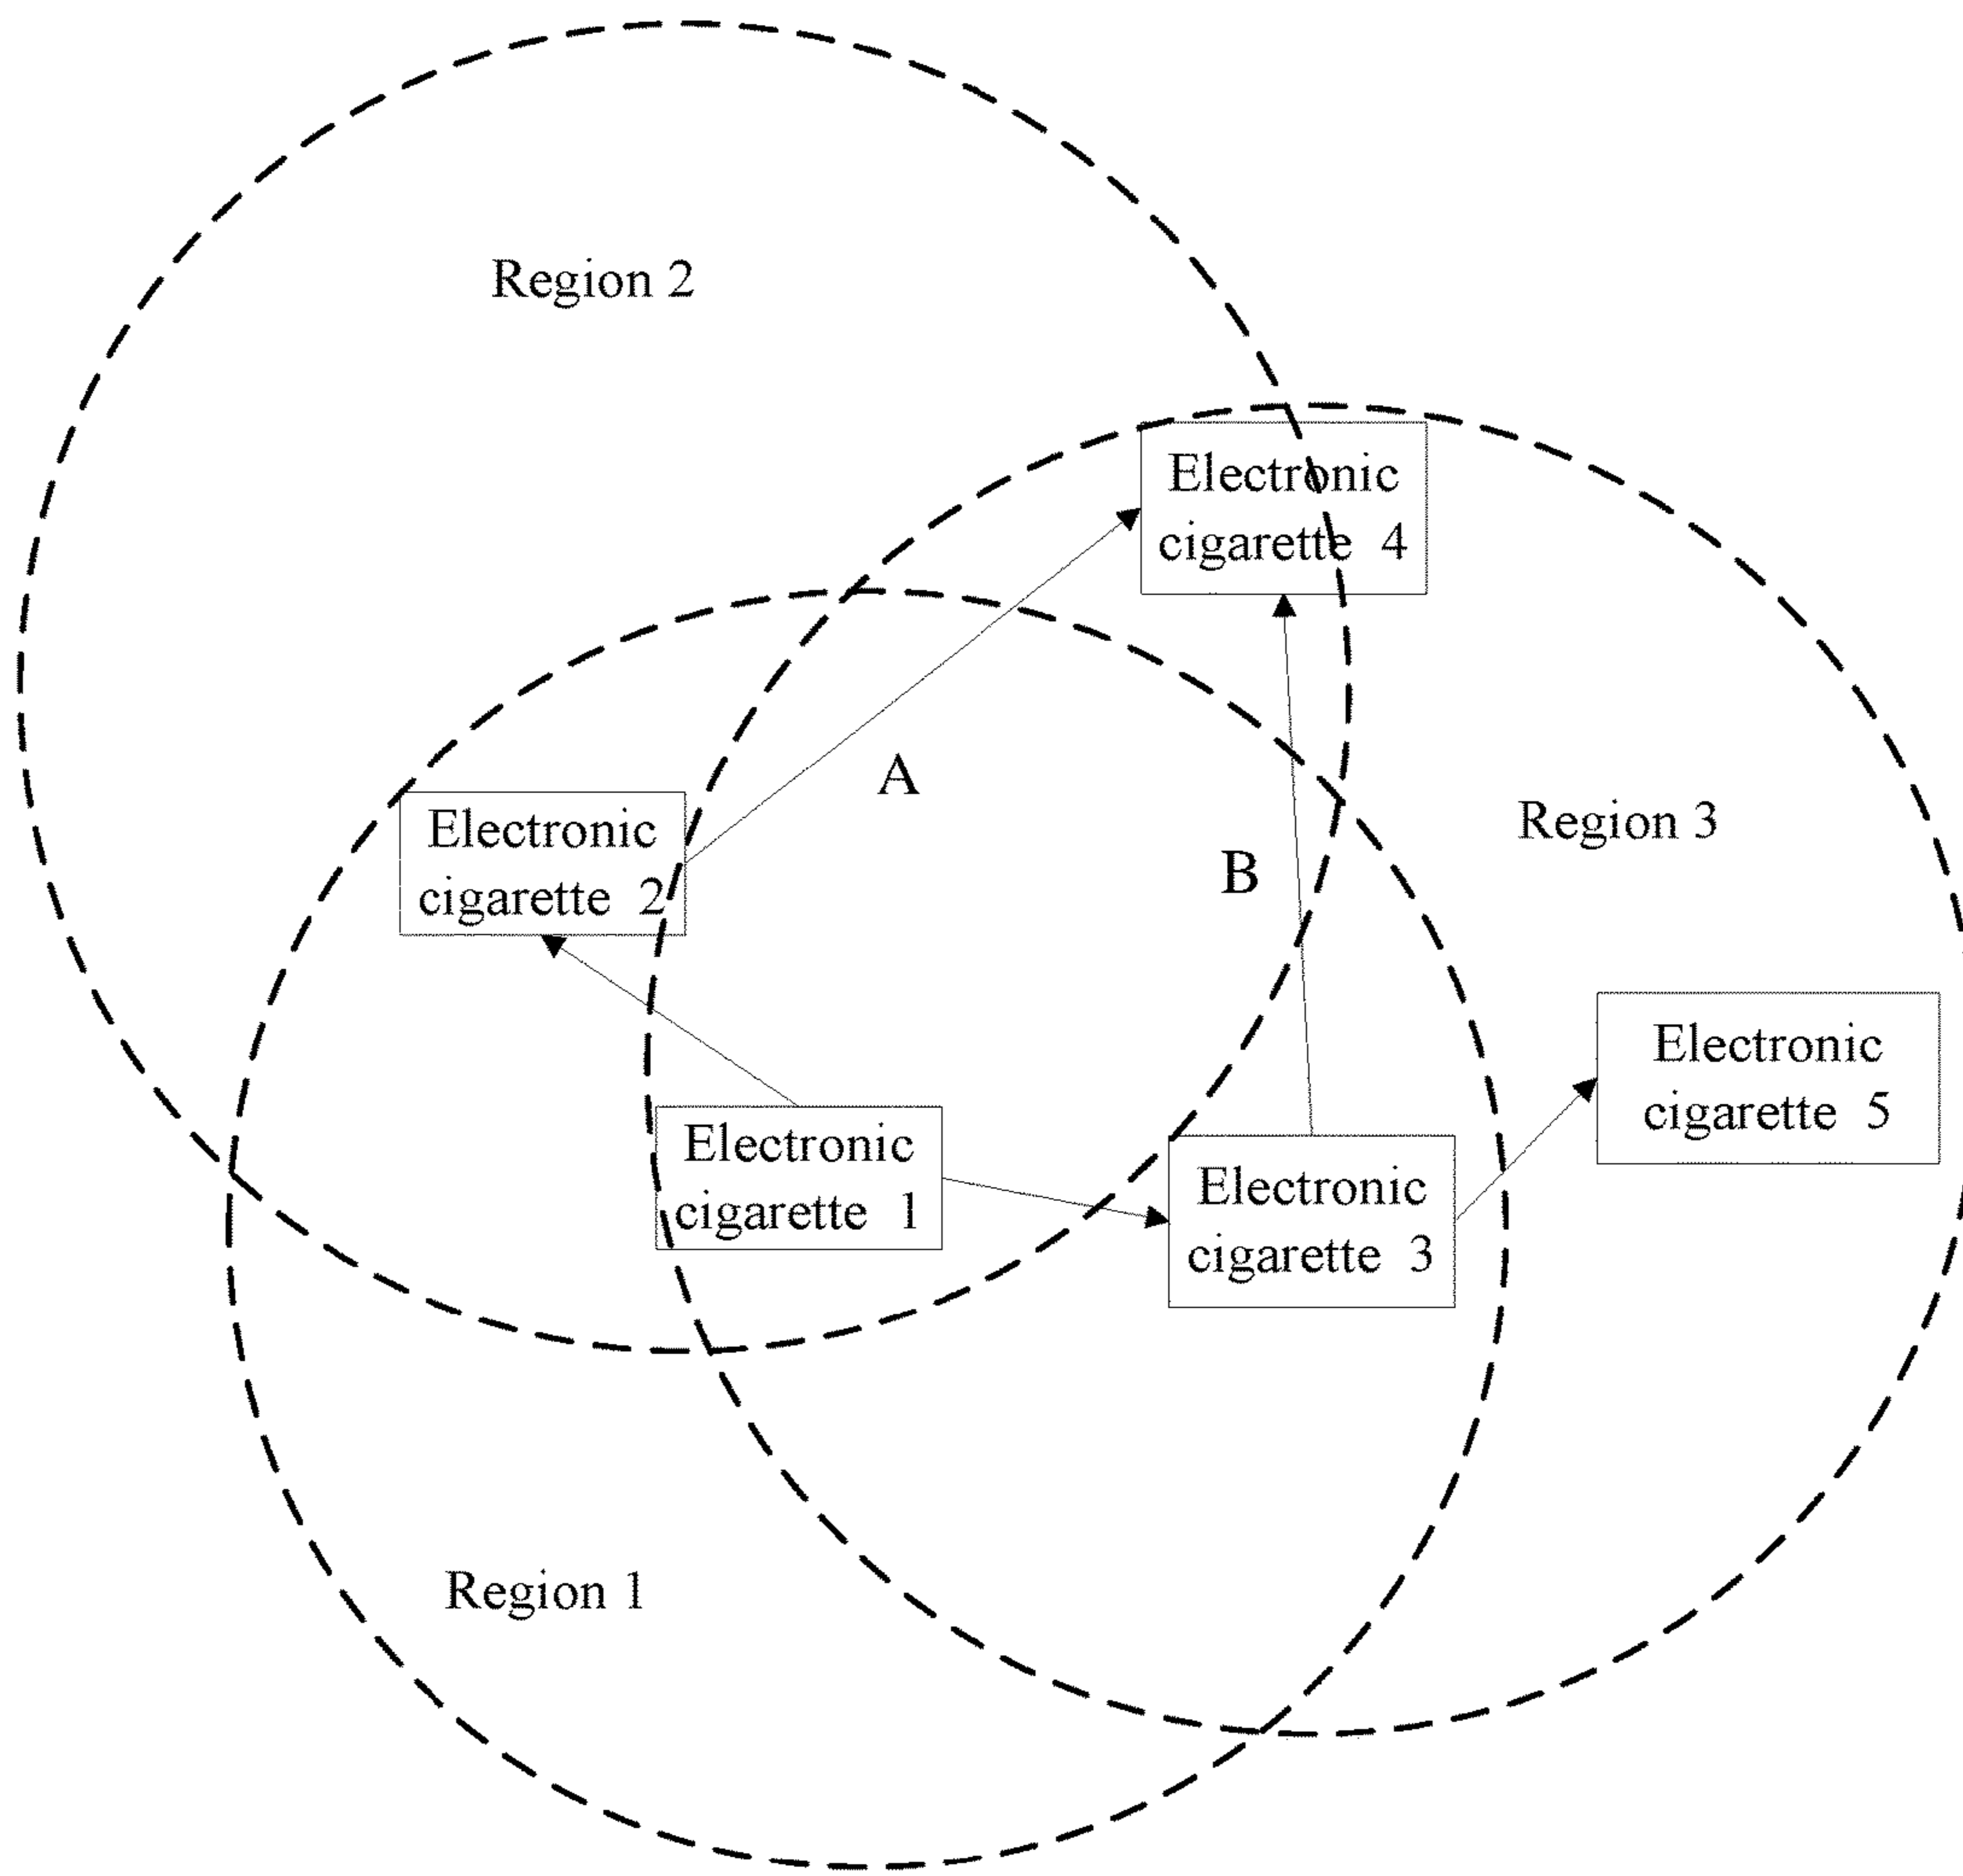 Region 2
Electronic
cigarette 4
A
Electronic
cigarette 2
Region 3
B
Electronic
cigarette 5
Electronic
cigarette 1
Electronic
cigarette 3
Region 1